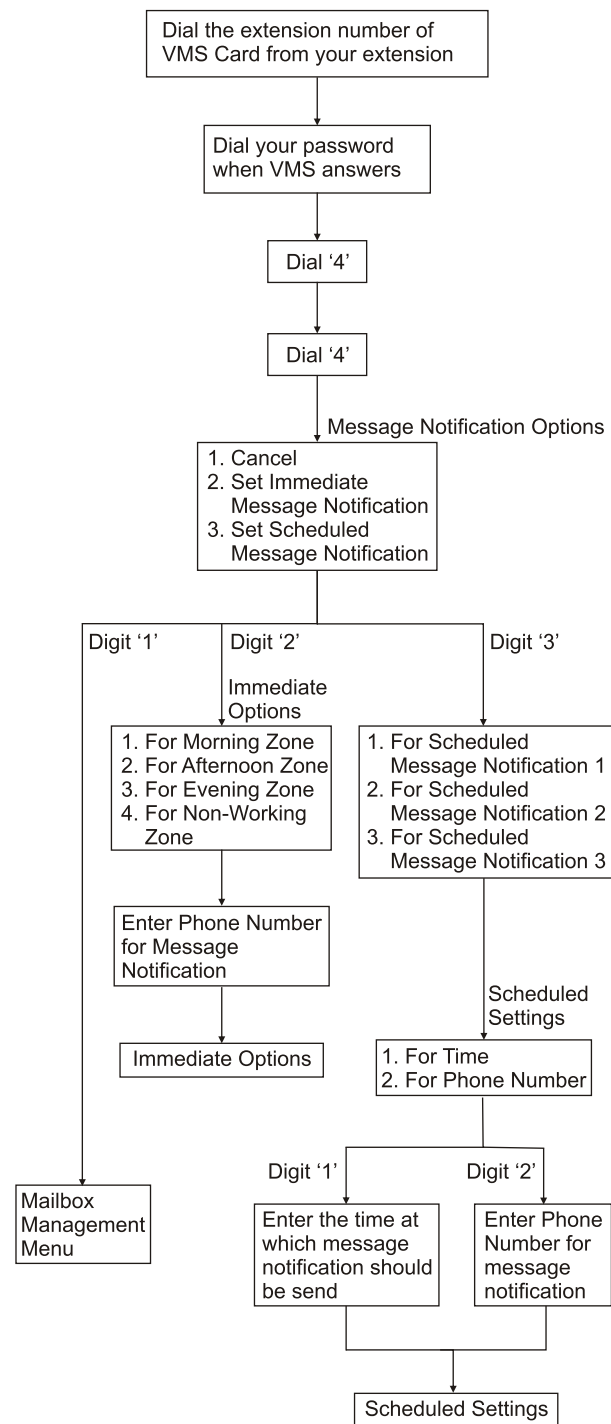 Dial the extension number of
VMS Card from your extension
Dial your password
when VMS answers
Dial ‘4’
Dial ‘4’
Message Notification Options
1. Cancel
2. Set Immediate
Message Notification
3. Set Scheduled
Message Notification
Digit ‘1’
Digit ‘2’
Digit ‘3’
Immediate
Options
1. For Morning Zone
2. For Afternoon Zone
3. For Evening Zone
4. For Non-Working
Zone
1. For Scheduled
Message Notification 1
2. For Scheduled
Message Notification 2
3. For Scheduled
Message Notification 3
Enter Phone Number
for Message
Notification
Immediate Options
Scheduled
Settings
1. For Time
2. For Phone Number
Digit ‘1’
Digit ‘2’
Mailbox
Management
Menu
Enter the time at
which message
notification should
be send
Enter Phone
Number for
message
notification
Scheduled Settings